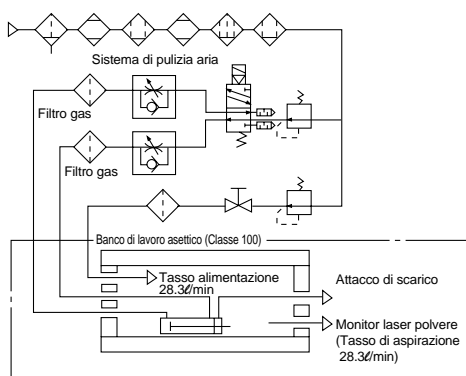 Sistema di pulizia aria
Filtro gas
Filtro gas
Banco di lavoro asettico (Classe 100)
Tasso alimentazione
28.3ℓ/min
Attacco di scarico
Monitor laser polvere
(Tasso di aspirazione
28.3ℓ/min)